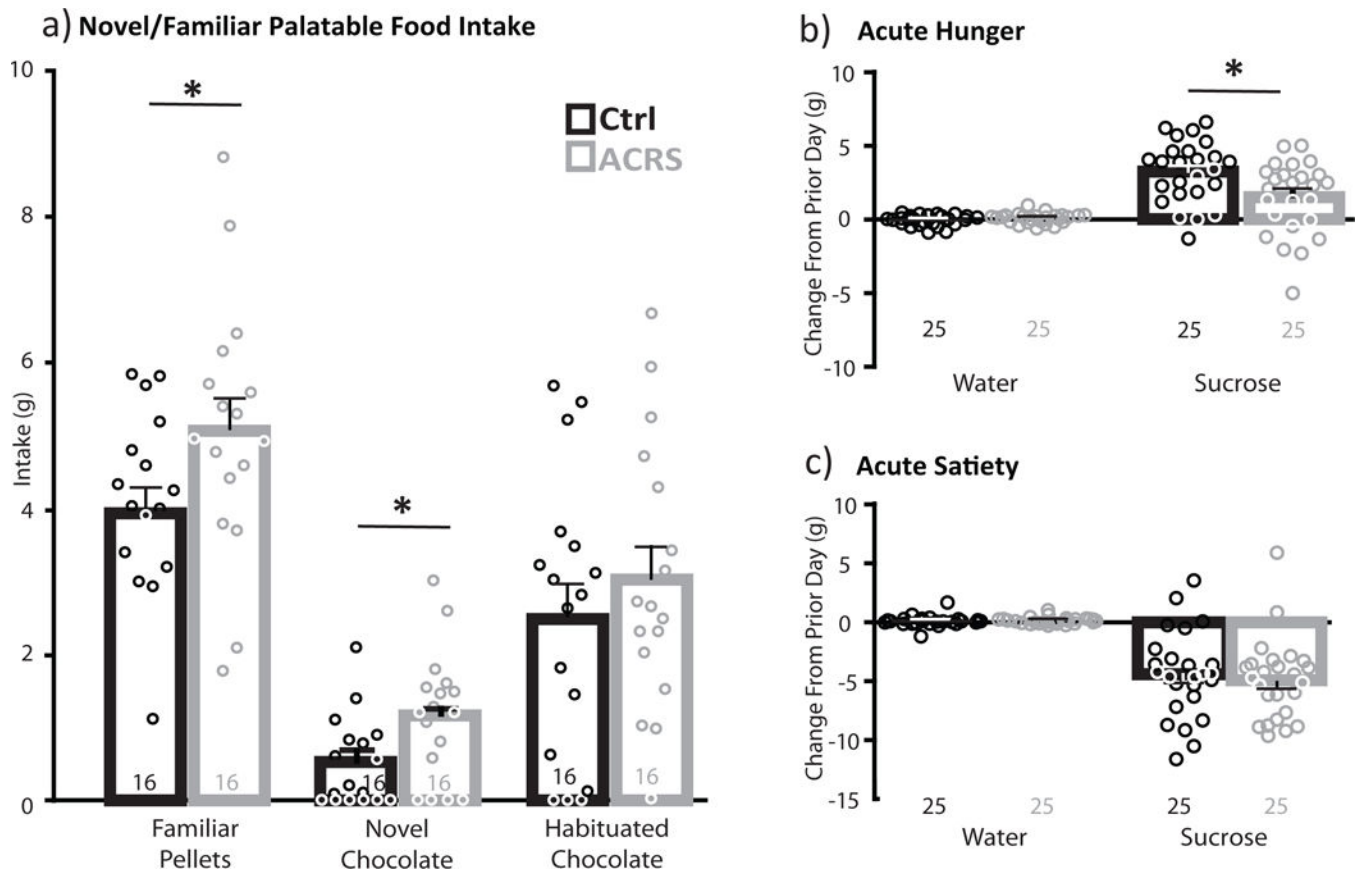 a) Novel/Familiar Palatable Food Intake
10
8
6
4
2
0
Intake (g)
*
*
Ctrl
ACRS
16
16
16
16
16
16
Familiar
Pellets
Novel
Chocolate
Habituated
Chocolate
b) Acute Hunger
10
5
0
-5
-10
Change From Prior Day (g)
*
25
25
25
25
Water
Sucrose
c) Acute Satiety
10
5
0
-5
-10
-15
Change From Prior Day (g)
25
25
25
25
Water
Sucrose